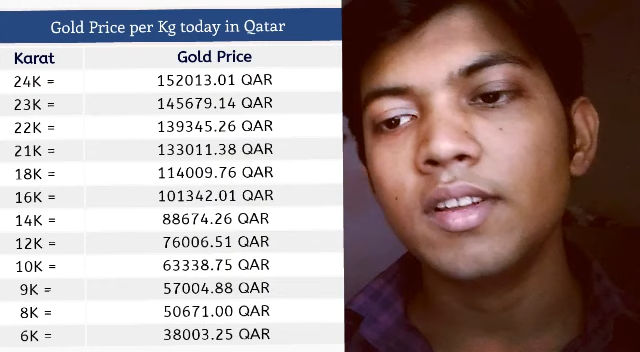 Gold Price per Kg today in Qatar
Karat Gold Price
24K = 152013.01 QAR
23K = 145679.14 QAR
22K = 139345.26 QAR
21K = 133011.38 QAR
18K = 114009.76 QAR
16K = 101342.01 QAR
14K = 88674.26 QAR
12K = 76006.51 QAR
10K = 63338.75 QAR
9K = 57004.88 QAR
8K = 50671.00 QAR
6K = 38003.25 QAR